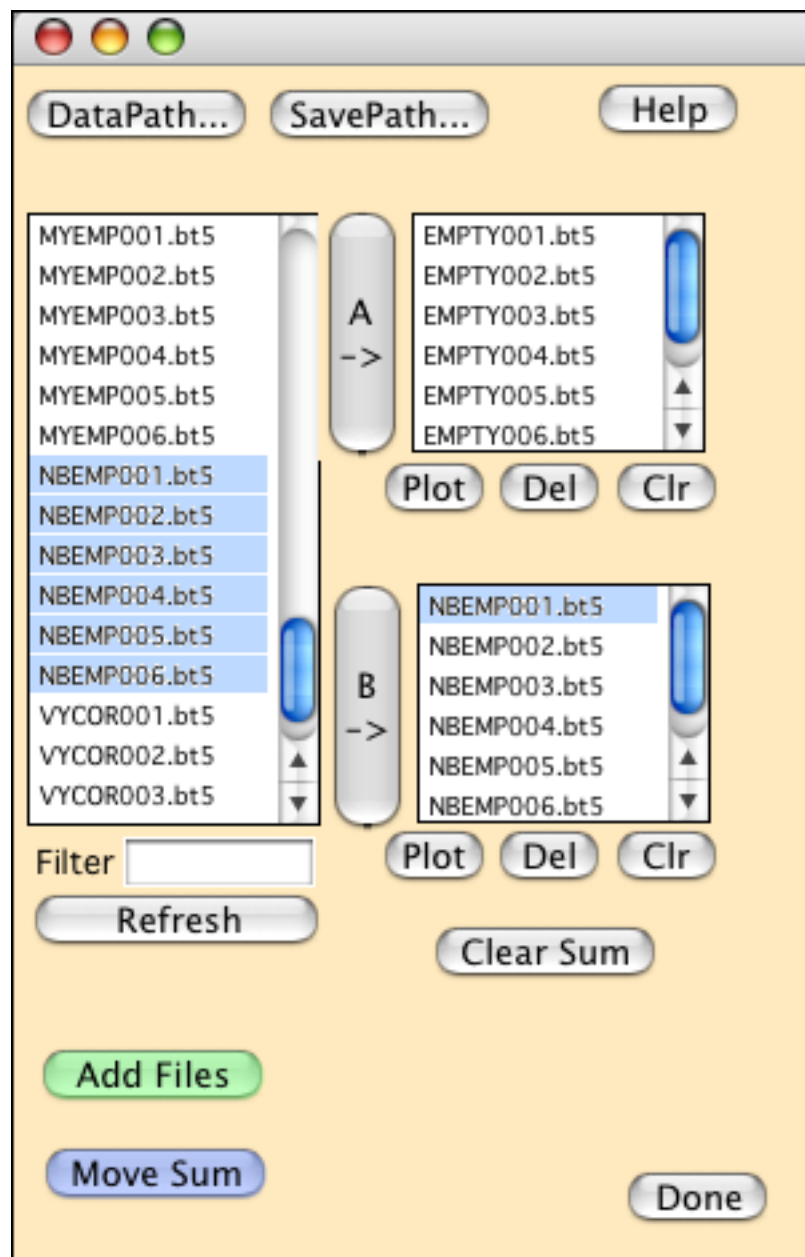 DataPath... SavePath... Help
MYEMP001.bt5
MYEMP002.bt5
MYEMP003.bt5
MYEMP004.bt5
MYEMP005.bt5
MYEMP006.bt5
NBEMP001.bt5
NBEMP002.bt5
NBEMP003.bt5
NBEMP004.bt5
NBEMP005.bt5
NBEMP006.bt5
VYCOR001.bt5
VYCOR002.bt5
VYCOR003.bt5
Filter
Refresh
A
->
EMPTY001.bt5
EMPTY002.bt5
EMPTY003.bt5
EMPTY004.bt5
EMPTY005.bt5
EMPTY006.bt5
Plot Del Clr
B
->
NBEMP001.bt5
NBEMP002.bt5
NBEMP003.bt5
NBEMP004.bt5
NBEMP005.bt5
NBEMP006.bt5
Plot Del Clr
Clear Sum
Add Files
Move Sum
Done